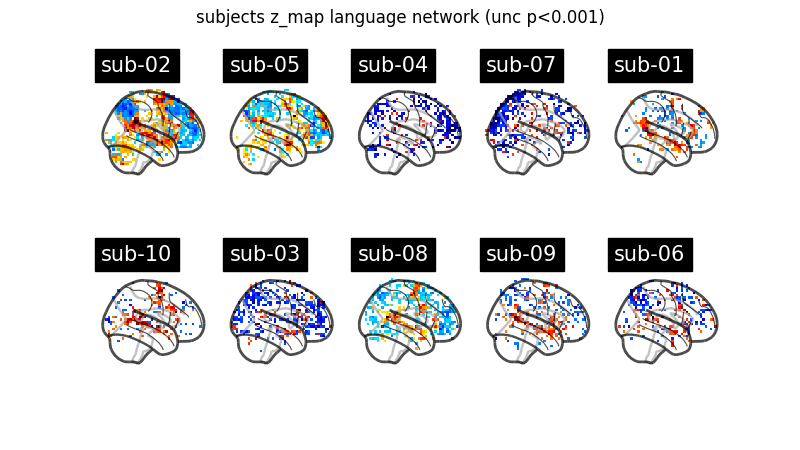 subjects z_map language network (unc p<0.001)
sub-02 sub-05 sub-04 sub-07 sub-01
sub-10 sub-03 sub-08 sub-09 sub-06